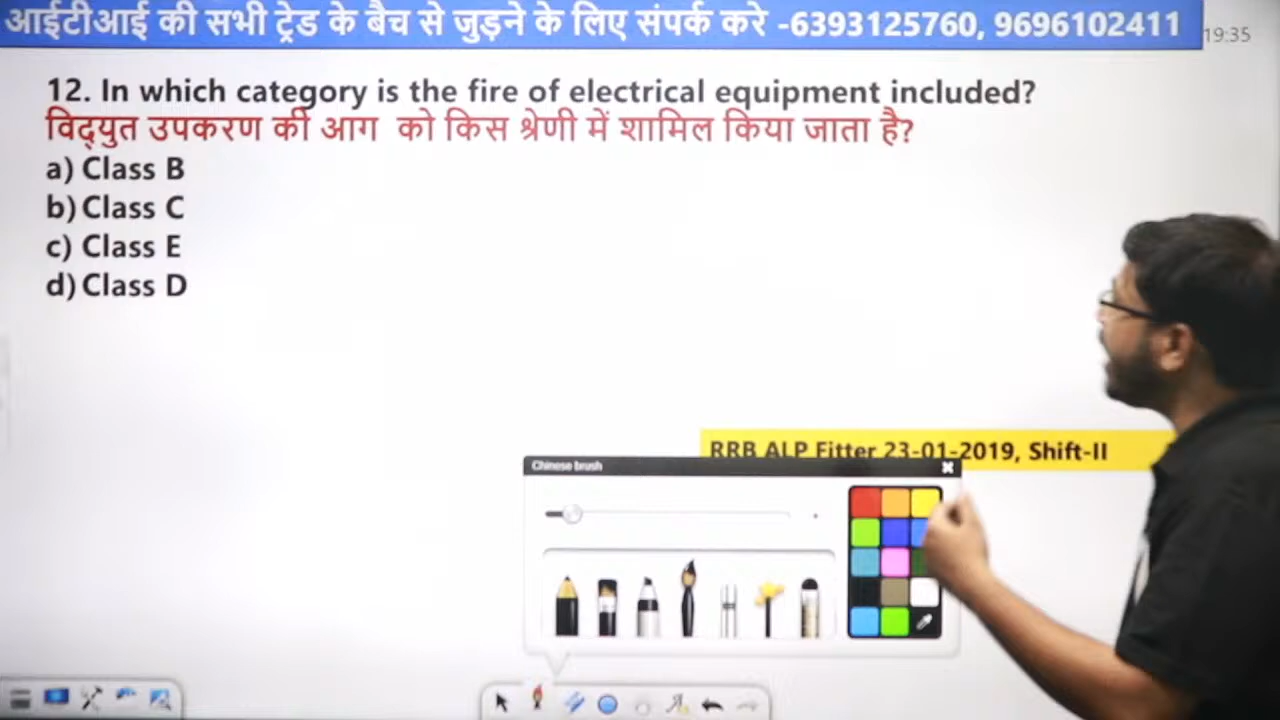 आईटीआई की सभी ट्रेड के बैच से जुड़ने के लिए संपर्क करे -6393125760, 9696102411
19:35
12. In which category is the fire of electrical equipment included?
विद्युत उपकरण की आग को किस श्रेणी में शामिल किया जाता है?
a) Class B
b) Class C
c) Class E
d) Class D
RRB ALP Fitter 23-01-2019, Shift-II
Chinese brush